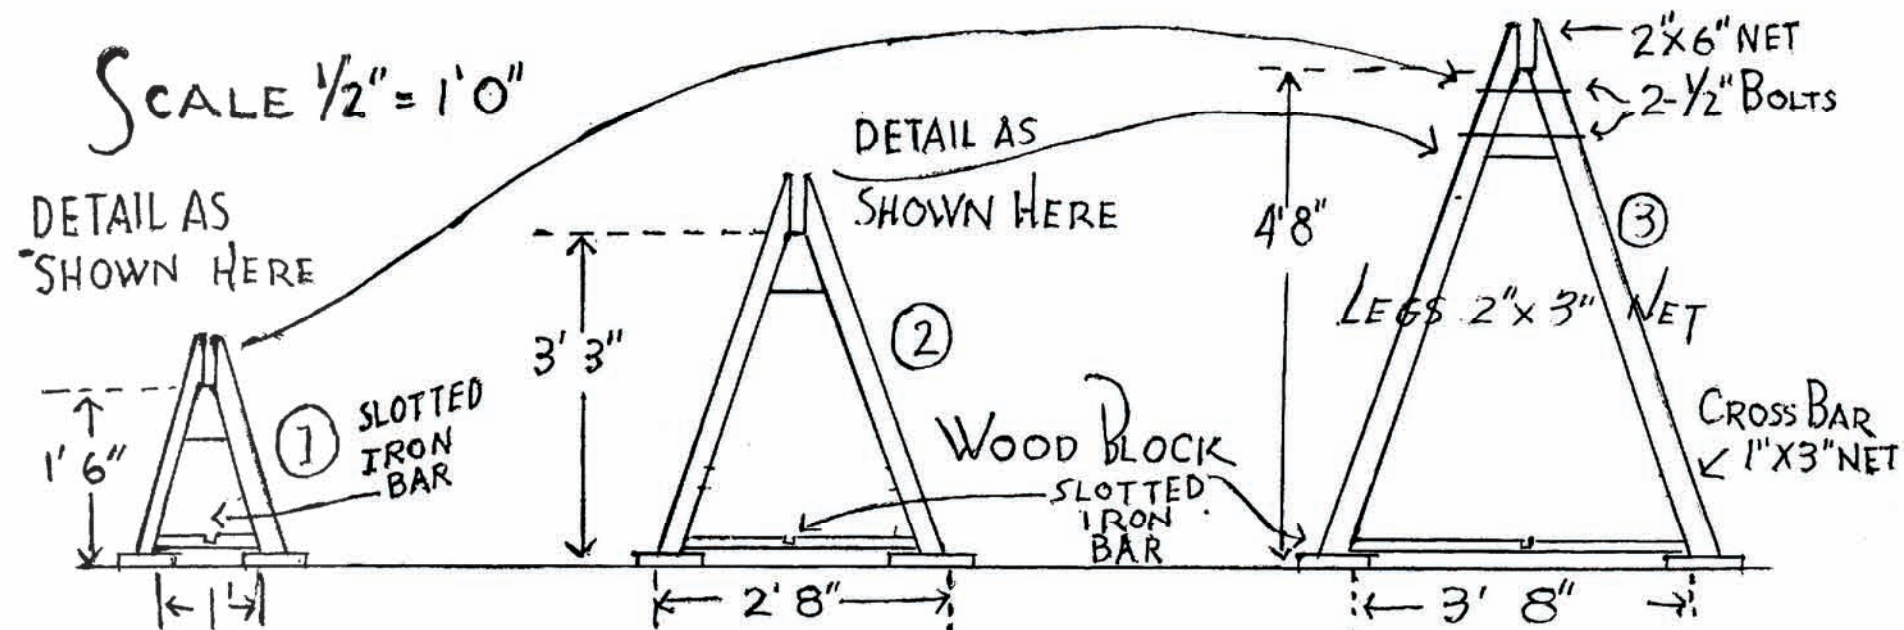 SCALE 1/2" = 1'0"
DETAIL AS
SHOWN HERE
1' 6"
1
SLOTTED
IRON
BAR
1'
3' 3"
DETAIL AS
SHOWN HERE
2
WOOD BLOCK
SLOTTED
IRON
BAR
2' 8"
4'8"
2"X6" NET
2-1/2" BOLTS
3
LEGS 2"x 3" NET
CROSS BAR
1"X3" NET
3' 8"